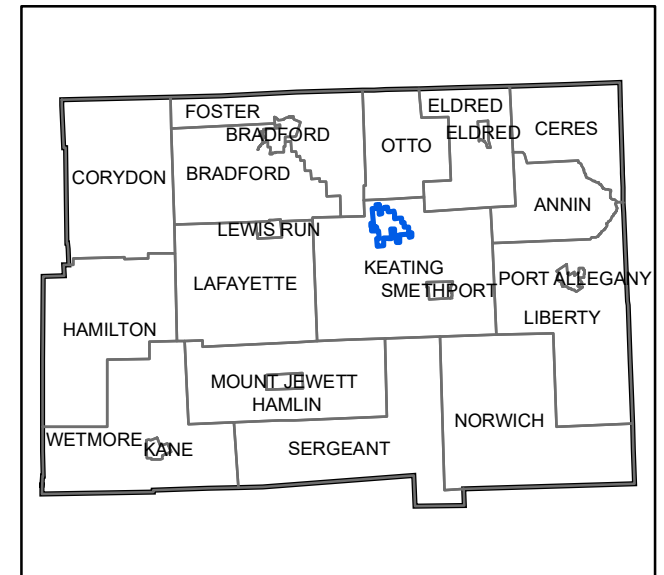 FOSTER
ELDRED
BRADFORD
ELDRED
CERES
OTTO
BRADFORD
CORYDON
ANNIN
LEWIS RUN
KEATING
PORT ALLEGANY
LAFAYETTE
SMETHPORT
LIBERTY
HAMILTON
MOUNT JEWETT
HAMLIN
NORWICH
WETMORE
KANE
SERGEANT